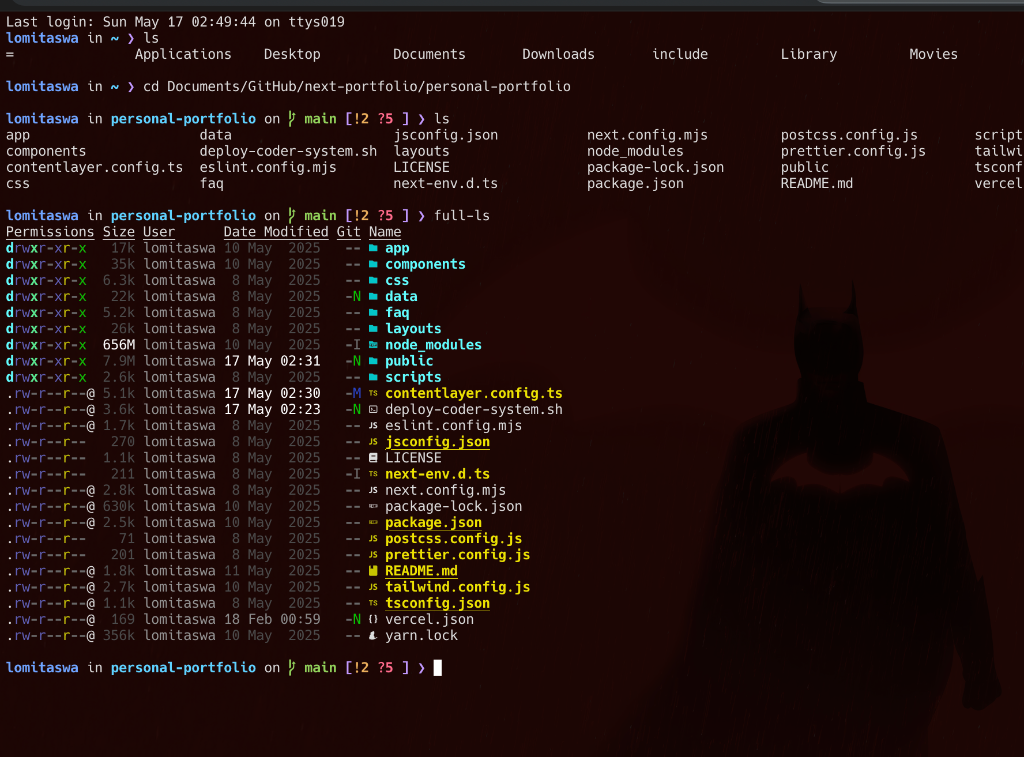 Last login: Sun May 17 02:49:44 on ttys019
lomitaswa in ~ ❯ ls
= Applications Desktop Documents Downloads include Library Movies
lomitaswa in ~ ❯ cd Documents/GitHub/next-portfolio/personal-portfolio
lomitaswa in personal-portfolio on main [!2 ?5 ] ❯ ls
app data jsconfig.json next.config.mjs postcss.config.js script
components deploy-coder-system.sh layouts node_modules prettier.config.js tailwi
contentlayer.config.ts eslint.config.mjs LICENSE package-lock.json public tsconf
css faq next-env.d.ts package.json README.md vercel
lomitaswa in personal-portfolio on main [!2 ?5 ] ❯ full-ls
Permissions Size User Date Modified Git Name
drwxr-xr-x 17k lomitaswa 10 May 2025 -- app
drwxr-xr-x 35k lomitaswa 10 May 2025 -- components
drwxr-xr-x 6.3k lomitaswa 8 May 2025 -- css
drwxr-xr-x 22k lomitaswa 8 May 2025 -N data
drwxr-xr-x 5.2k lomitaswa 8 May 2025 -- faq
drwxr-xr-x 26k lomitaswa 8 May 2025 -- layouts
drwxr-xr-x 656M lomitaswa 10 May 2025 -I node_modules
drwxr-xr-x 7.9M lomitaswa 17 May 02:31 -N public
drwxr-xr-x 2.6k lomitaswa 8 May 2025 -- scripts
.rw-r--r--@ 5.1k lomitaswa 17 May 02:30 -M TS contentlayer.config.ts
.rw-r--r--@ 3.6k lomitaswa 17 May 02:23 -N deploy-coder-system.sh
.rw-r--r--@ 1.7k lomitaswa 8 May 2025 -- JS eslint.config.mjs
.rw-r--r-- 270 lomitaswa 8 May 2025 -- JS jsconfig.json
.rw-r--r-- 1.1k lomitaswa 8 May 2025 -- LICENSE
.rw-r--r-- 211 lomitaswa 8 May 2025 -I TS next-env.d.ts
.rw-r--r--@ 2.8k lomitaswa 8 May 2025 -- JS next.config.mjs
.rw-r--r--@ 630k lomitaswa 10 May 2025 -- package-lock.json
.rw-r--r--@ 2.5k lomitaswa 10 May 2025 -- package.json
.rw-r--r-- 71 lomitaswa 8 May 2025 -- JS postcss.config.js
.rw-r--r-- 201 lomitaswa 8 May 2025 -- JS prettier.config.js
.rw-r--r--@ 1.8k lomitaswa 11 May 2025 -- README.md
.rw-r--r--@ 2.7k lomitaswa 10 May 2025 -- JS tailwind.config.js
.rw-r--r--@ 1.1k lomitaswa 8 May 2025 -- TS tsconfig.json
.rw-r--r--@ 169 lomitaswa 18 Feb 00:59 -N {} vercel.json
.rw-r--r--@ 356k lomitaswa 10 May 2025 -- yarn.lock
lomitaswa in personal-portfolio on main [!2 ?5 ] ❯